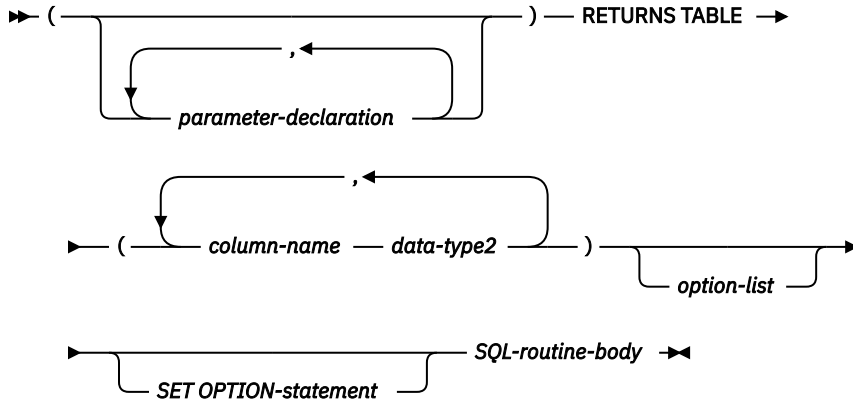 ( ) RETURNS TABLE
,
parameter-declaration
,
( column-name data-type2 )
option-list
SQL-routine-body
SET OPTION-statement